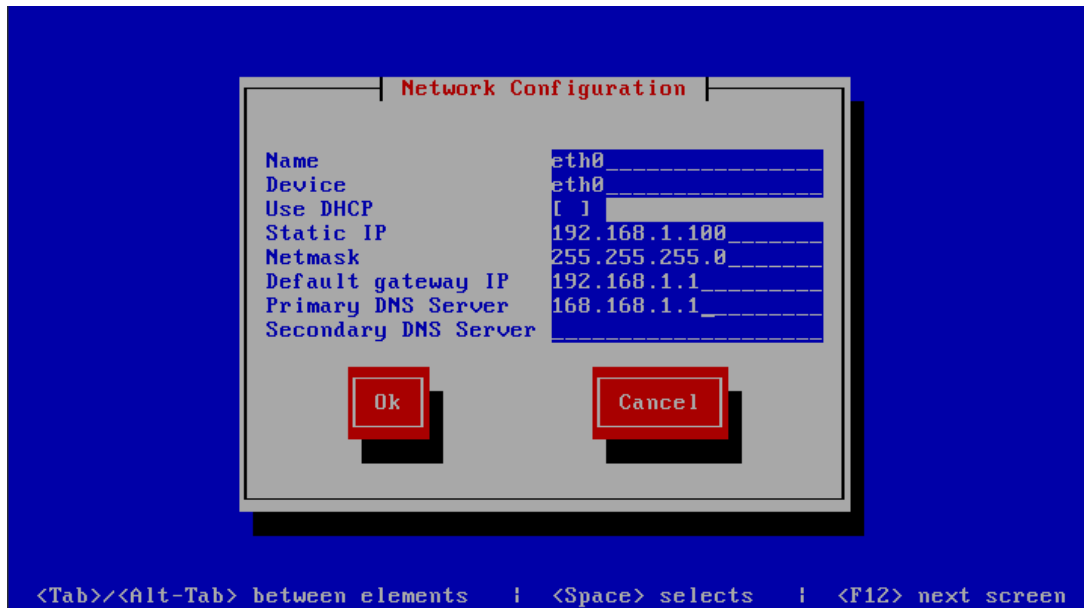 Network Configuration
Name eth0
Device eth0
Use DHCP [ ]
Static IP 192.168.1.100
Netmask 255.255.255.0
Default gateway IP 192.168.1.1
Primary DNS Server 168.168.1.1
Secondary DNS Server
Ok Cancel
<Tab>/<Alt-Tab> between elements | <Space> selects | <F12> next screen